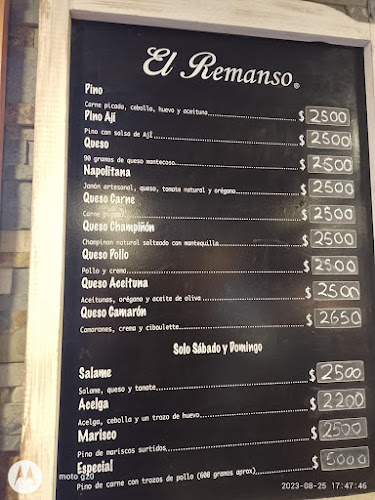 El Remanso®
Pino
Carne picada, cebolla, huevo y aceituna $ 2500
Pino Ají
Pino con salsa de Ají $ 2500
Queso
90 gramos de queso mantecoso $ 2500
Napolitana
Jamón artesanal, queso, tomate natural y orégano $ 2500
Queso Carne
Carne picada $ 2500
Queso Champiñón
Champiñon natural salteado con mantequilla $ 2500
Queso Pollo
Pollo y crema $ 2500
Queso Aceituna
Aceitunas, orégano y aceite de oliva $ 2500
Queso Camarón
Camarones, crema y ciboulette $ 2650
Solo Sábado y Domingo
Salame
Salame, queso y tomate $ 2500
Acelga
Acelga, cebolla y un trozo de huevo $ 2200
Marisco
Pino de mariscos surtidos $ 2500
Especial
Pino de carne con trozos de pollo (600 gramos aprox) $ 5000
moto g20
2023-08-25 17:47:46